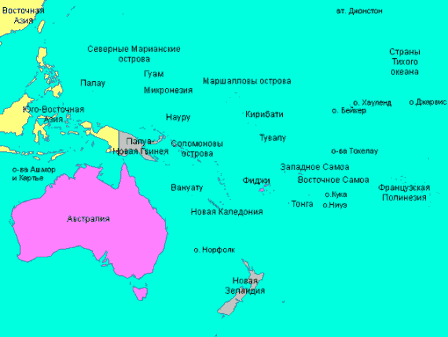 Восточная
Азия
ат. Джонстон
Северные Марианские
острова
Страны
Тихого
океана
Гуам
Палау
Микронезия
Маршалловы острова
о. Хауленд
о.Джервис
о. Бейкер
Юго-Восточная
Азия
Науру
Кирибати
Папуа-
Новая Гвинея
Соломоновы
острова
Тувалу
о-ва Токелау
о-ва Ашмор
и Картье
Западное Самоа
Восточное Самоа
Вануату
Фиджи
Французская
Полинезия
о.Кука
о.Ниуэ
Тонга
Австралия
Новая Каледония
о. Норфолк
Новая
Зеландия